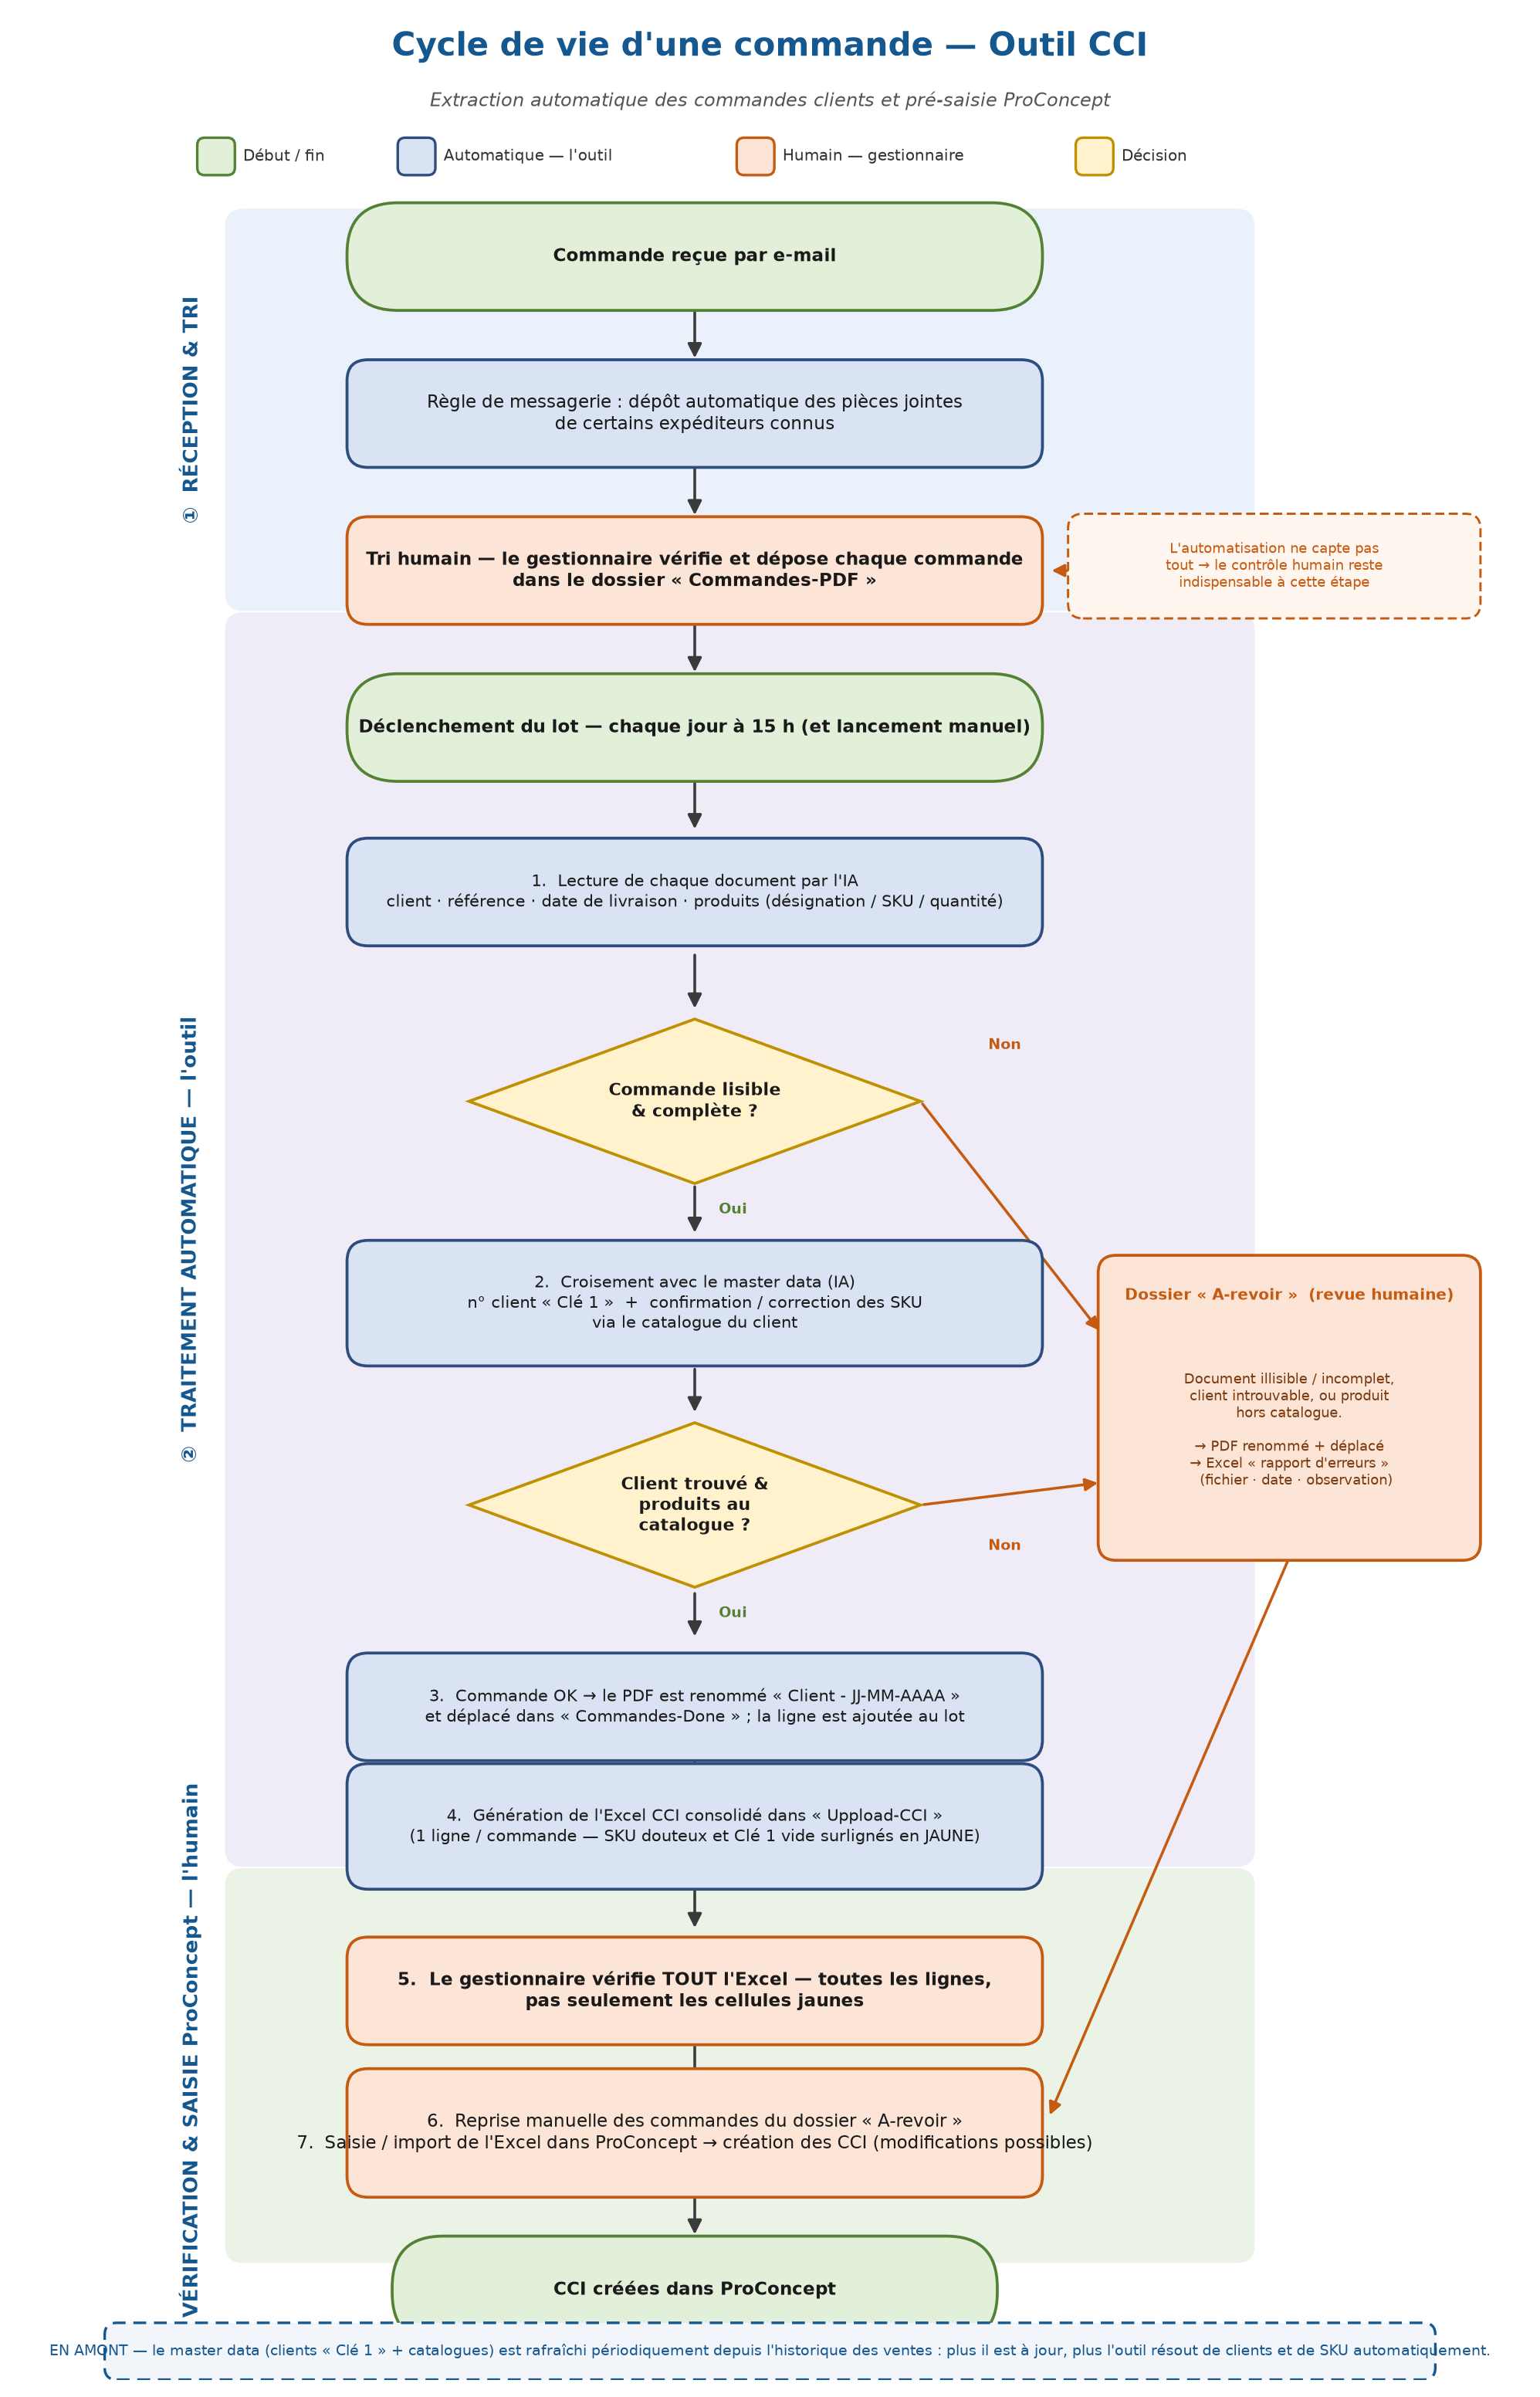 Cycle de vie d'une commande — Outil CCI
Extraction automatique des commandes clients et pré-saisie ProConcept
Début / fin
Automatique — l'outil
Humain — gestionnaire
Décision
① RÉCEPTION & TRI
Commande reçue par e-mail
Règle de messagerie : dépôt automatique des pièces jointes
de certains expéditeurs connus
Tri humain — le gestionnaire vérifie et dépose chaque commande
dans le dossier « Commandes-PDF »
L'automatisation ne capte pas
tout → le contrôle humain reste
indispensable à cette étape
② TRAITEMENT AUTOMATIQUE — l'outil
Déclenchement du lot — chaque jour à 15 h (et lancement manuel)
1. Lecture de chaque document par l'IA
client · référence · date de livraison · produits (désignation / SKU / quantité)
Commande lisible
& complète ?
Non
Oui
2. Croisement avec le master data (IA)
n° client « Clé 1 » + confirmation / correction des SKU
via le catalogue du client
Dossier « A-revoir » (revue humaine)
Document illisible / incomplet,
client introuvable, ou produit
hors catalogue.
→ PDF renommé + déplacé
→ Excel « rapport d'erreurs »
(fichier · date · observation)
Client trouvé &
produits au
catalogue ?
Non
Oui
3. Commande OK → le PDF est renommé « Client - JJ-MM-AAAA »
et déplacé dans « Commandes-Done » ; la ligne est ajoutée au lot
4. Génération de l'Excel CCI consolidé dans « Uppload-CCI »
(1 ligne / commande — SKU douteux et Clé 1 vide surlignés en JAUNE)
VÉRIFICATION & SAISIE ProConcept — l'humain
5. Le gestionnaire vérifie TOUT l'Excel — toutes les lignes,
pas seulement les cellules jaunes
6. Reprise manuelle des commandes du dossier « A-revoir »
7. Saisie / import de l'Excel dans ProConcept → création des CCI (modifications possibles)
CCI créées dans ProConcept
EN AMONT — le master data (clients « Clé 1 » + catalogues) est rafraîchi périodiquement depuis l'historique des ventes : plus il est à jour, plus l'outil résout de clients et de SKU automatiquement.